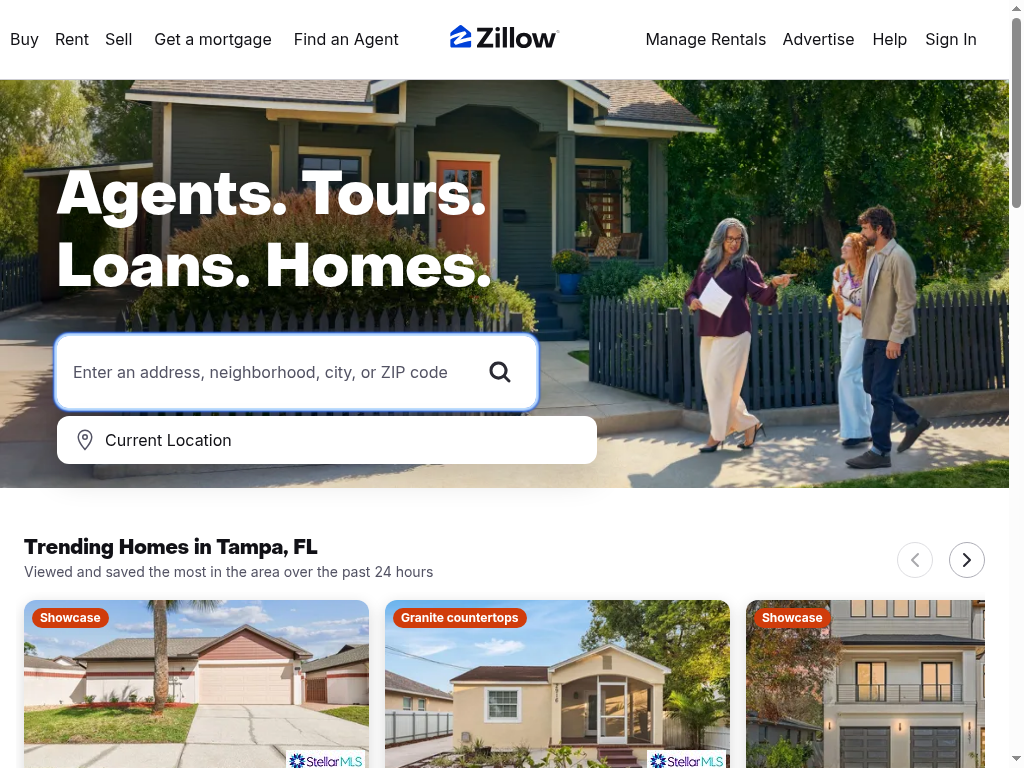 Buy Rent Sell Get a mortgage Find an Agent Zillow Manage Rentals Advertise Help Sign In
Agents. Tours.
Loans. Homes.
Enter an address, neighborhood, city, or ZIP code
Current Location
Trending Homes in Tampa, FL
Viewed and saved the most in the area over the past 24 hours
Showcase Granite countertops Showcase
StellarMLS StellarMLS